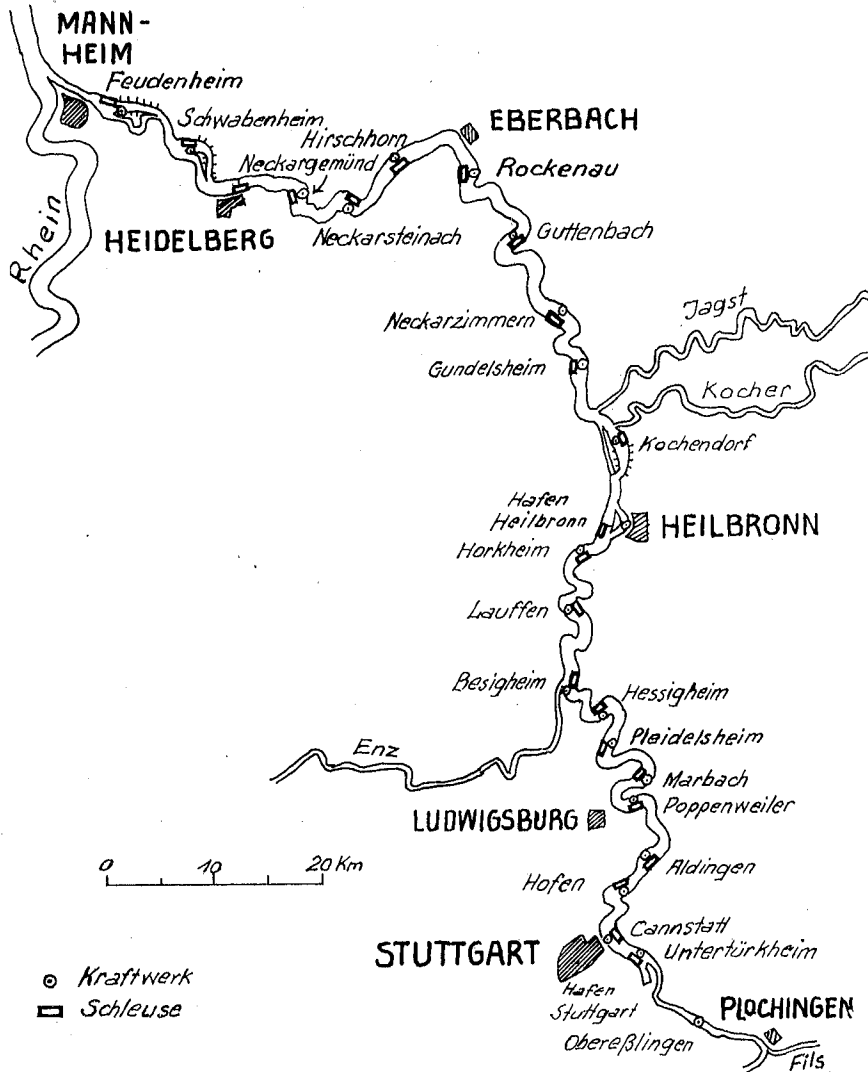 MANN-
HEIM
Feudenheim
Schwabenheim
Hirschhorn
Neckargemünd
EBERBACH
Rockenau
HEIDELBERG
Neckarsteinach
Guttenbach
Rhein
Neckarzimmern
Jagst
Gundelsheim
Kocher
Kochendorf
Hafen
Heilbronn
HEILBRONN
Horkheim
Lauffen
Besigheim
Hessigheim
Pleidelsheim
Enz
Marbach
Poppenweiler
LUDWIGSBURG
0 10 20 Km
Aldingen
Hofen
Cannstatt
STUTTGART
Untertürkheim
Kraftwerk
Schleuse
Hafen
Stuttgart
PLOCHINGEN
Obereßlingen
Fils